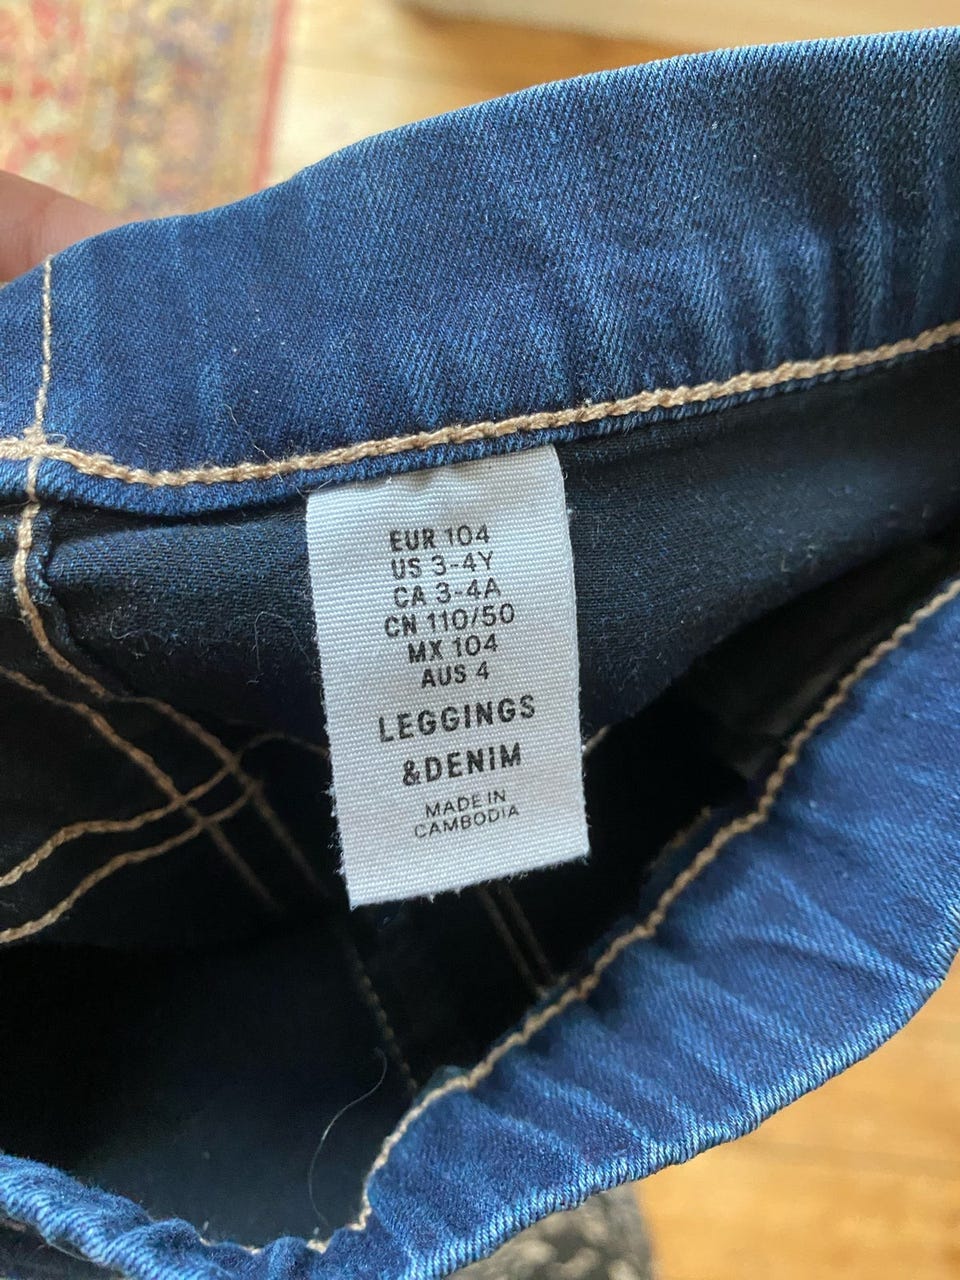 EUR 104
US 3-4Y
CA 3-4A
CN 110/50
MX 104
AUS 4
LEGGINGS
&DENIM
MADE IN
CAMBODIA